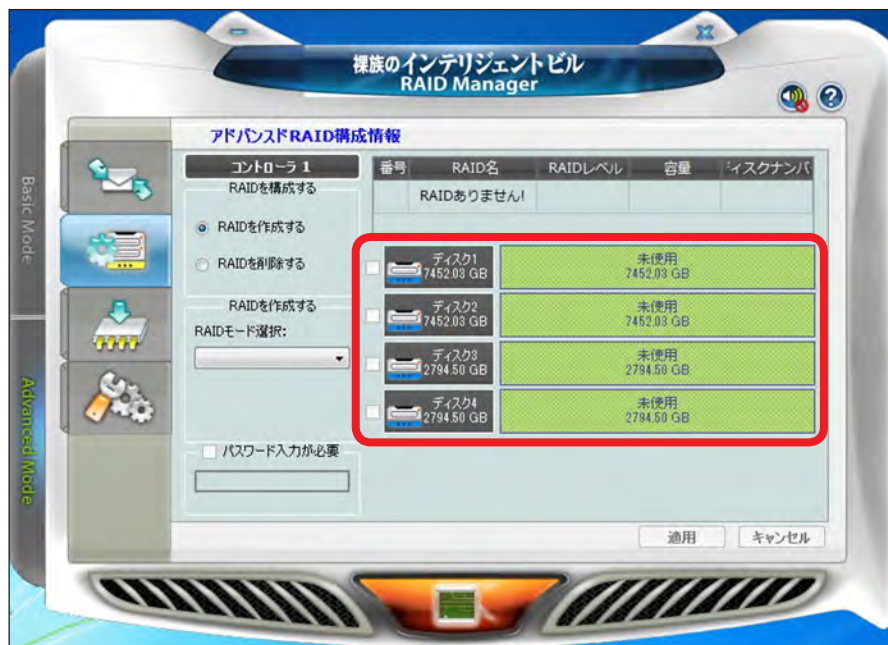 裸族のインテリジェントビル
RAID Manager
アドバンスドRAID構成情報
Basic Mode
Advanced Mode
コントローラ 1
RAIDを構成する
RAIDを作成する
RAIDを削除する
RAIDを作成する
RAIDモード選択:
パスワード入力が必要
番号 RAID名 RAIDレベル 容量 ディスクナンバ
RAIDありません!
ディスク1 未使用
7452.03 GB 7452.03 GB
ディスク2 未使用
7452.03 GB 7452.03 GB
ディスク3 未使用
2794.50 GB 2794.50 GB
ディスク4 未使用
2794.50 GB 2794.50 GB
適用 キャンセル